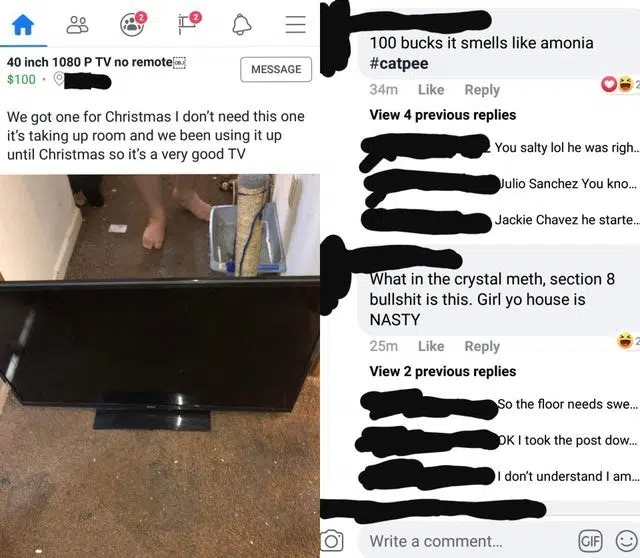 2
2
40 inch 1080 P TV no remote OBJ
$100 ·
MESSAGE
We got one for Christmas I don't need this one
it's taking up room and we been using it up
until Christmas so it's a very good TV
100 bucks it smells like amonia
#catpee
34m Like Reply
2
View 4 previous replies
You salty lol he was righ..
Julio Sanchez You kno...
Jackie Chavez he starte...
What in the crystal meth, section 8
bullshit is this. Girl yo house is
NASTY
25m Like Reply
2
View 2 previous replies
So the floor needs swe...
OK I took the post dow...
I don't understand I am...
Write a comment...
GIF